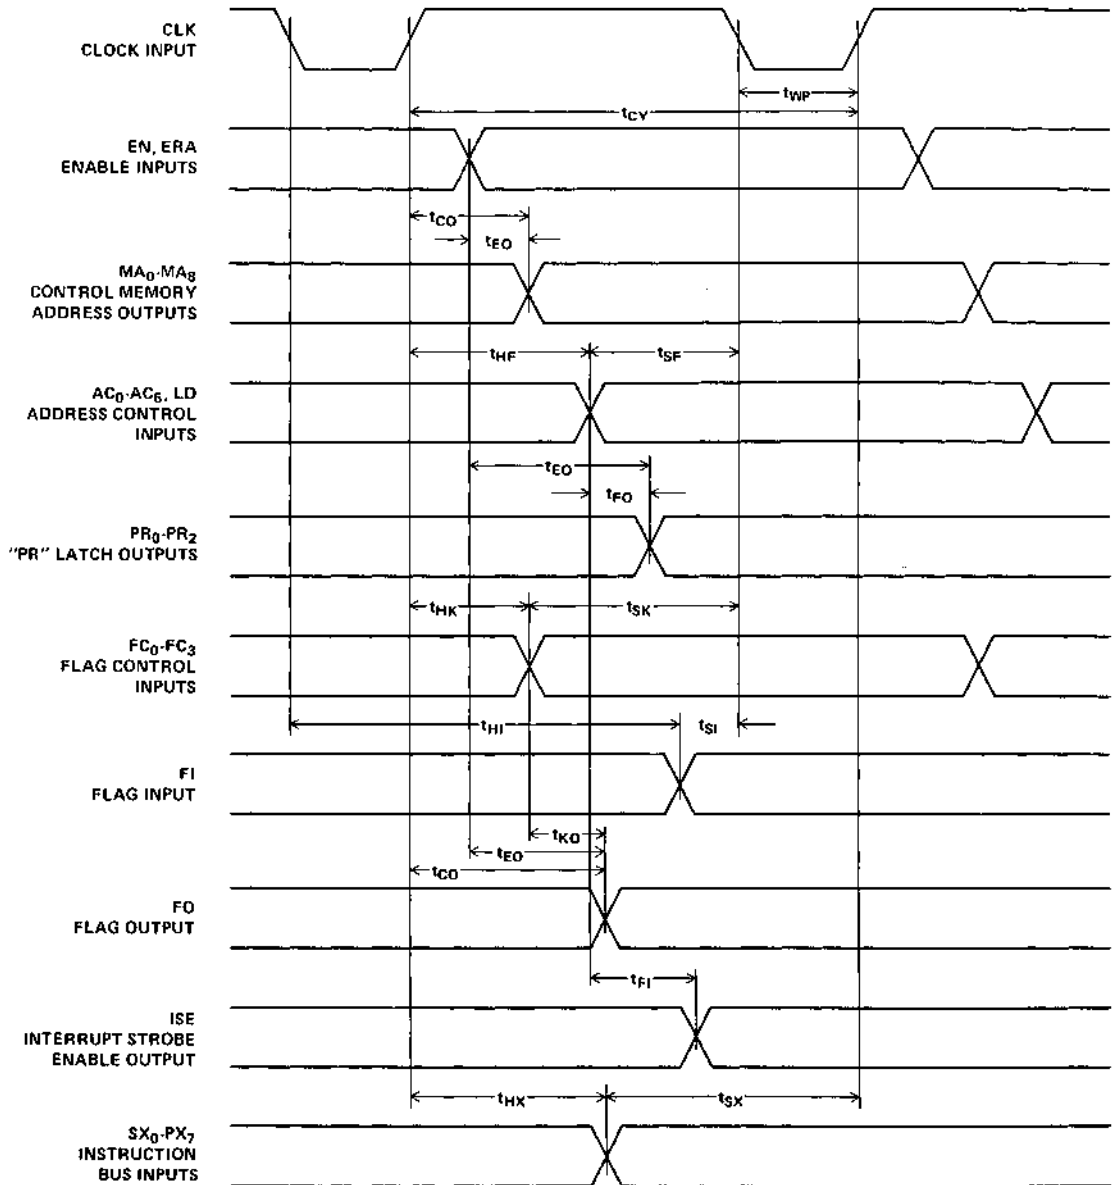 CLK
CLOCK INPUT
tWP
tCY
EN, ERA
ENABLE INPUTS
tCO
tEO
MA0-MA8
CONTROL MEMORY
ADDRESS OUTPUTS
tHF
tSF
AC0-AC6, LD
ADDRESS CONTROL
INPUTS
tEO
tFO
PR0-PR2
"PR" LATCH OUTPUTS
tHK
tSK
FC0-FC3
FLAG CONTROL
INPUTS
tHI
tSI
FI
FLAG INPUT
tKO
tEO
tCO
FO
FLAG OUTPUT
tFI
ISE
INTERRUPT STROBE
ENABLE OUTPUT
tHX
tSX
SX0-PX7
INSTRUCTION
BUS INPUTS